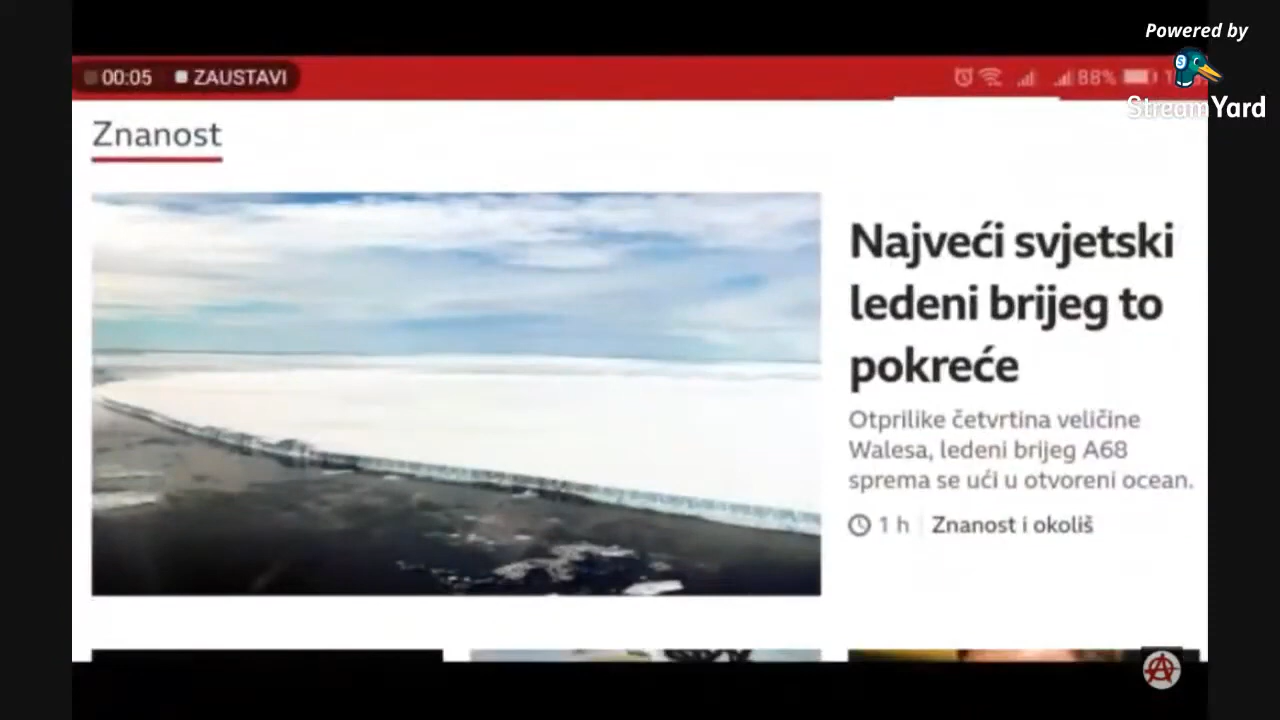 Powered by
StreamYard
00:05 ZAUSTAVI
88%
Znanost
Najveći svjetski
ledeni brijeg to
pokreće
Otprilike četvrtina veličine
Walesa, ledeni brijeg A68
sprema se ući u otvoreni ocean.
1 h Znanost i okoliš